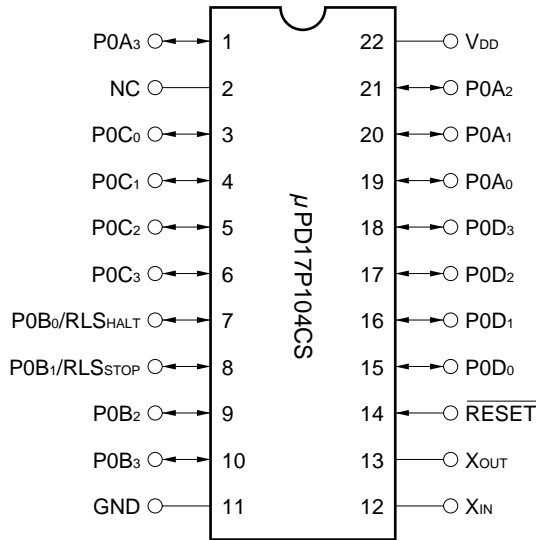 P0A₃ 1 22 VDD
NC 2 21 P0A₂
P0C₀ 3 20 P0A₁
P0C₁ 4 19 P0A₀
P0C₂ 5 18 P0D₃
P0C₃ 6 17 P0D₂
P0B₀/RLSHALT 7 16 P0D₁
P0B₁/RLSSTOP 8 15 P0D₀
P0B₂ 9 14 RESET
P0B₃ 10 13 XOUT
GND 11 12 XIN
μPD17P104CS